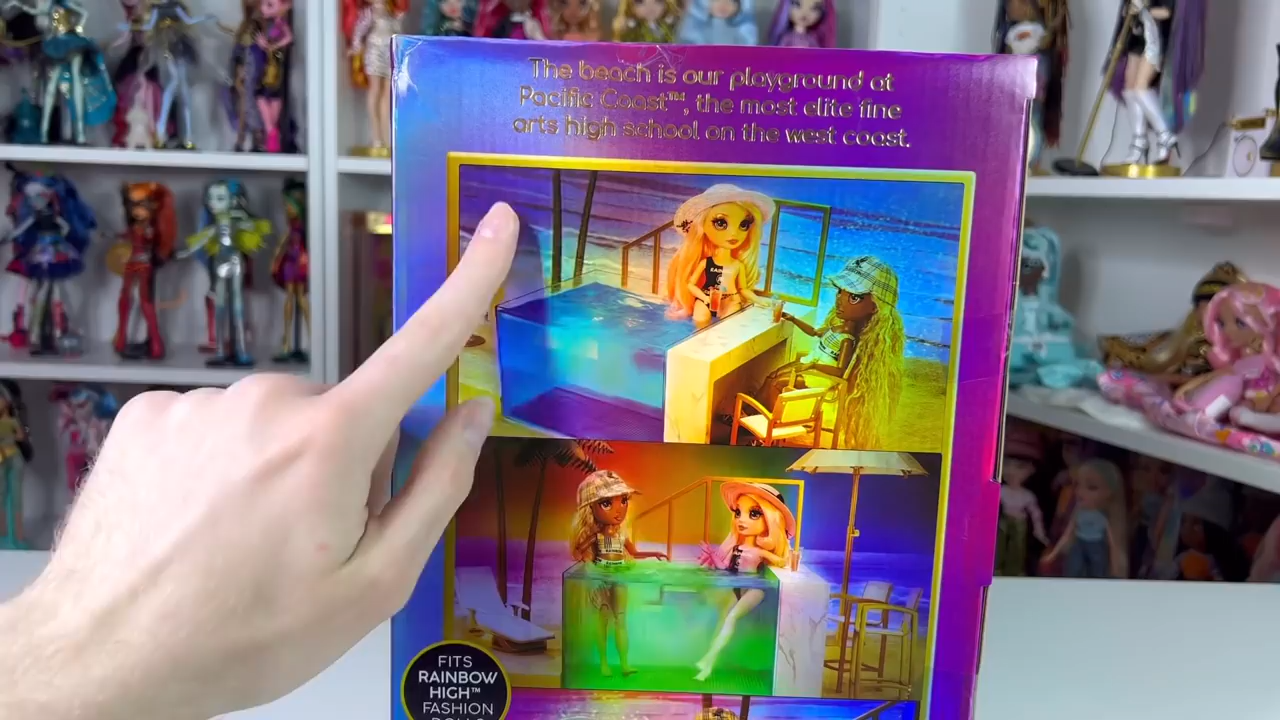 The beach is our playground at
Pacific Coast™, the most elite fine
arts high school on the west coast.
FITS
RAINBOW
HIGH™
FASHION